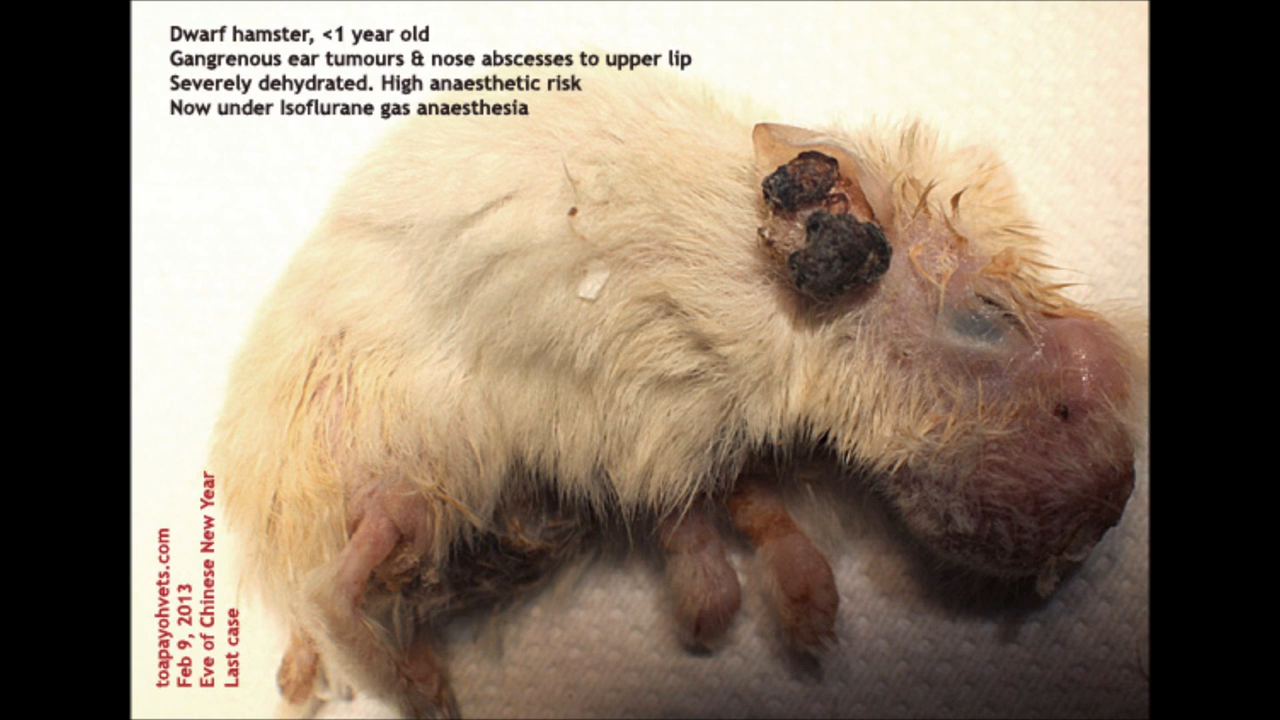 Dwarf hamster, <1 year old
Gangrenous ear tumours & nose abscesses to upper lip
Severely dehydrated. High anaesthetic risk
Now under Isoflurane gas anaesthesia
toapayohvets.com
Feb 9, 2013
Eve of Chinese New Year
Last case